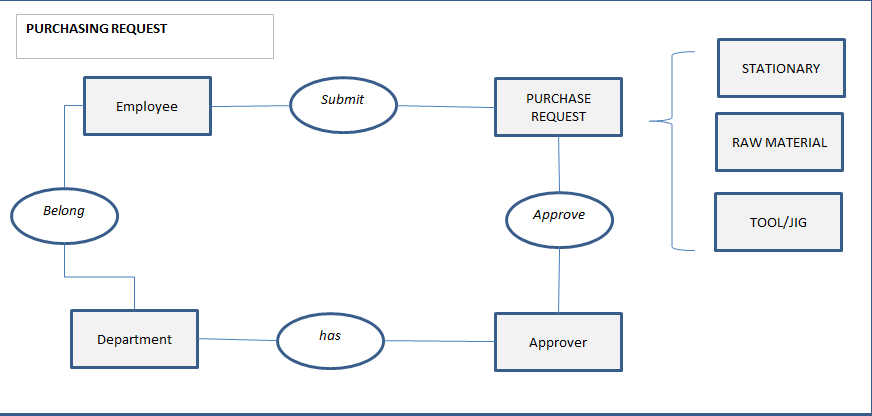 PURCHASING REQUEST
Employee
Submit
PURCHASE
REQUEST
STATIONARY
RAW MATERIAL
TOOL/JIG
Belong
Approve
Department
has
Approver